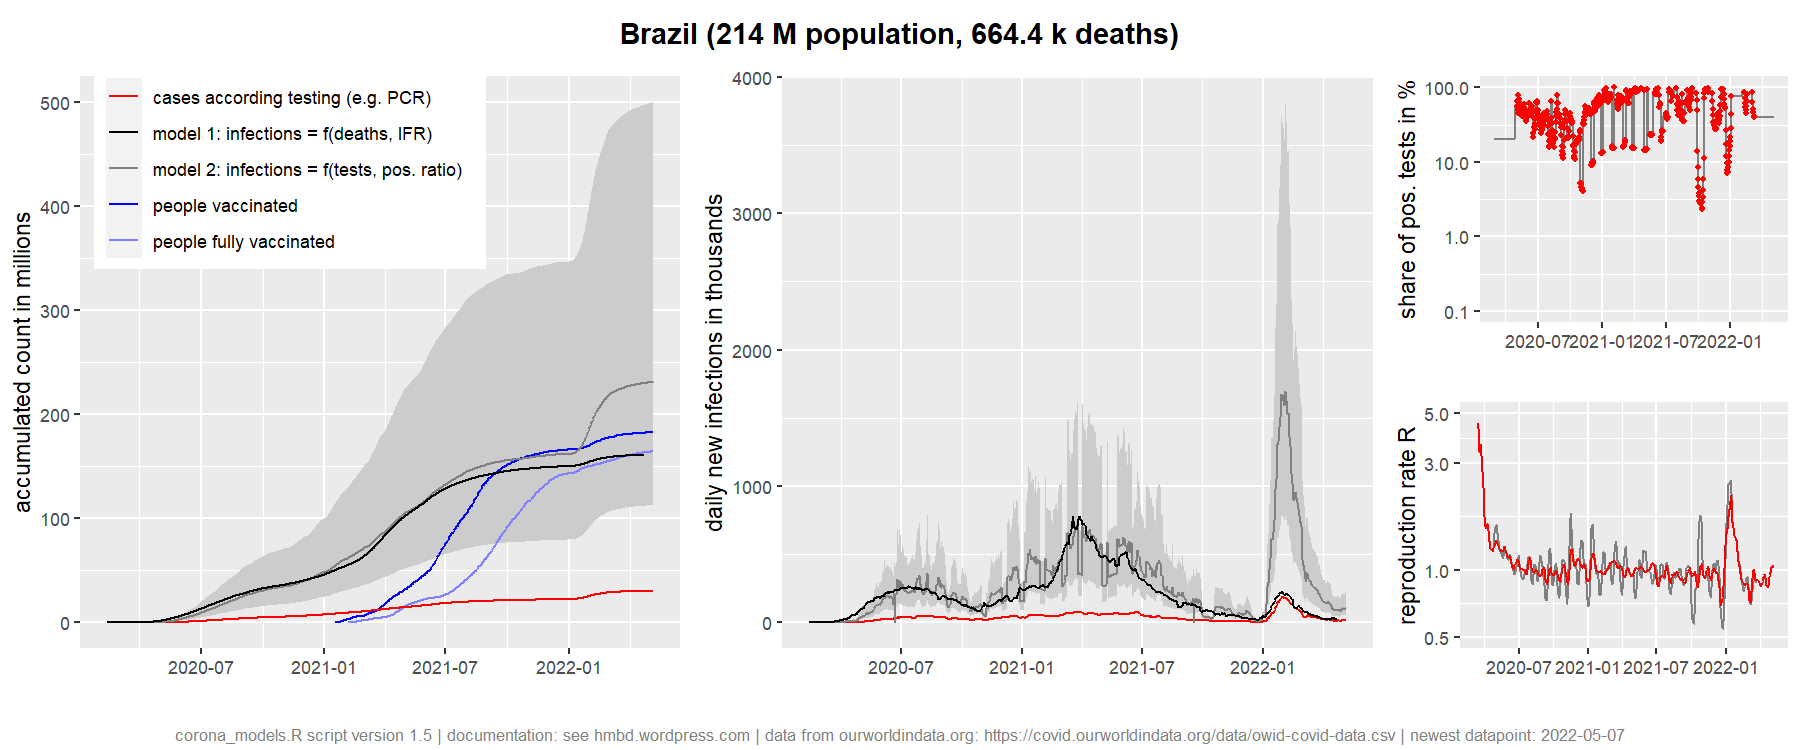 Brazil (214 M population, 664.4 k deaths)
accumulated count in millions
500
400
300
200
100
0
cases according testing (e.g. PCR)
model 1: infections = f(deaths, IFR)
model 2: infections = f(tests, pos. ratio)
people vaccinated
people fully vaccinated
2020-07 2021-01 2021-07 2022-01
daily new infections in thousands
4000
3000
2000
1000
0
2020-07 2021-01 2021-07 2022-01
share of pos. tests in %
100.0
10.0
1.0
0.1
2020-07 2021-01 2021-07 2022-01
reproduction rate R
5.0
3.0
1.0
0.5
2020-07 2021-01 2021-07 2022-01
corona_models.R script version 1.5 | documentation: see hmbd.wordpress.com | data from ourworldindata.org: https://covid.ourworldindata.org/data/owid-covid-data.csv | newest datapoint: 2022-05-07